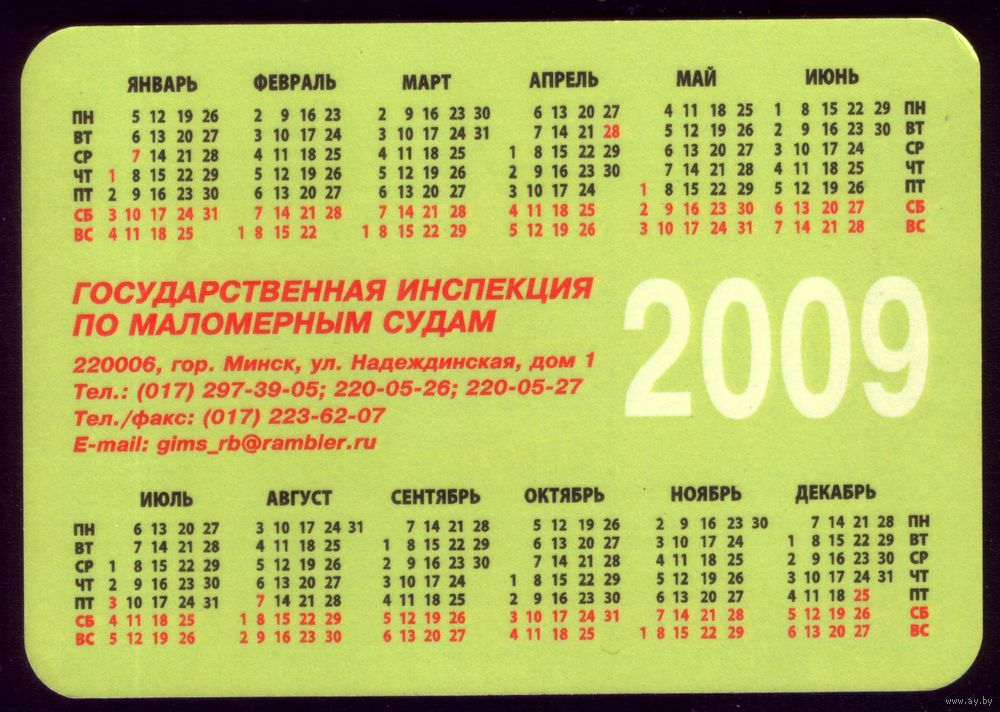 ЯНВАРЬ ФЕВРАЛЬ МАРТ АПРЕЛЬ МАЙ ИЮНЬ
ПН 5 12 19 26 2 9 16 23 2 9 16 23 30 6 13 20 27 4 11 18 25 1 8 15 22 29 ПН
ВТ 6 13 20 27 3 10 17 24 3 10 17 24 31 7 14 21 28 5 12 19 26 2 9 16 23 30 ВТ
СР 7 14 21 28 4 11 18 25 4 11 18 25 1 8 15 22 29 6 13 20 27 3 10 17 24 СР
ЧТ 1 8 15 22 29 5 12 19 26 5 12 19 26 2 9 16 23 30 7 14 21 28 4 11 18 25 ЧТ
ПТ 2 9 16 23 30 6 13 20 27 6 13 20 27 3 10 17 24 1 8 15 22 29 5 12 19 26 ПТ
СБ 3 10 17 24 31 7 14 21 28 7 14 21 28 4 11 18 25 2 9 16 23 30 6 13 20 27 СБ
ВС 4 11 18 25 1 8 15 22 1 8 15 22 29 5 12 19 26 3 10 17 24 31 7 14 21 28 ВС
ГОСУДАРСТВЕННАЯ ИНСПЕКЦИЯ
ПО МАЛОМЕРНЫМ СУДАМ
220006, гор. Минск, ул. Надеждинская, дом 1
Тел.: (017) 297-39-05; 220-05-26; 220-05-27
Тел./факс: (017) 223-62-07
E-mail: gims_rb@rambler.ru
2009
ИЮЛЬ АВГУСТ СЕНТЯБРЬ ОКТЯБРЬ НОЯБРЬ ДЕКАБРЬ
ПН 6 13 20 27 3 10 17 24 31 7 14 21 28 5 12 19 26 2 9 16 23 30 7 14 21 28 ПН
ВТ 7 14 21 28 4 11 18 25 1 8 15 22 29 6 13 20 27 3 10 17 24 1 8 15 22 29 ВТ
СР 1 8 15 22 29 5 12 19 26 2 9 16 23 30 7 14 21 28 4 11 18 25 2 9 16 23 30 СР
ЧТ 2 9 16 23 30 6 13 20 27 3 10 17 24 1 8 15 22 29 5 12 19 26 3 10 17 24 31 ЧТ
ПТ 3 10 17 24 31 7 14 21 28 4 11 18 25 2 9 16 23 30 6 13 20 27 4 11 18 25 ПТ
СБ 4 11 18 25 1 8 15 22 29 5 12 19 26 3 10 17 24 31 7 14 21 28 5 12 19 26 СБ
ВС 5 12 19 26 2 9 16 23 30 6 13 20 27 4 11 18 25 1 8 15 22 29 6 13 20 27 ВС
www.ay.by